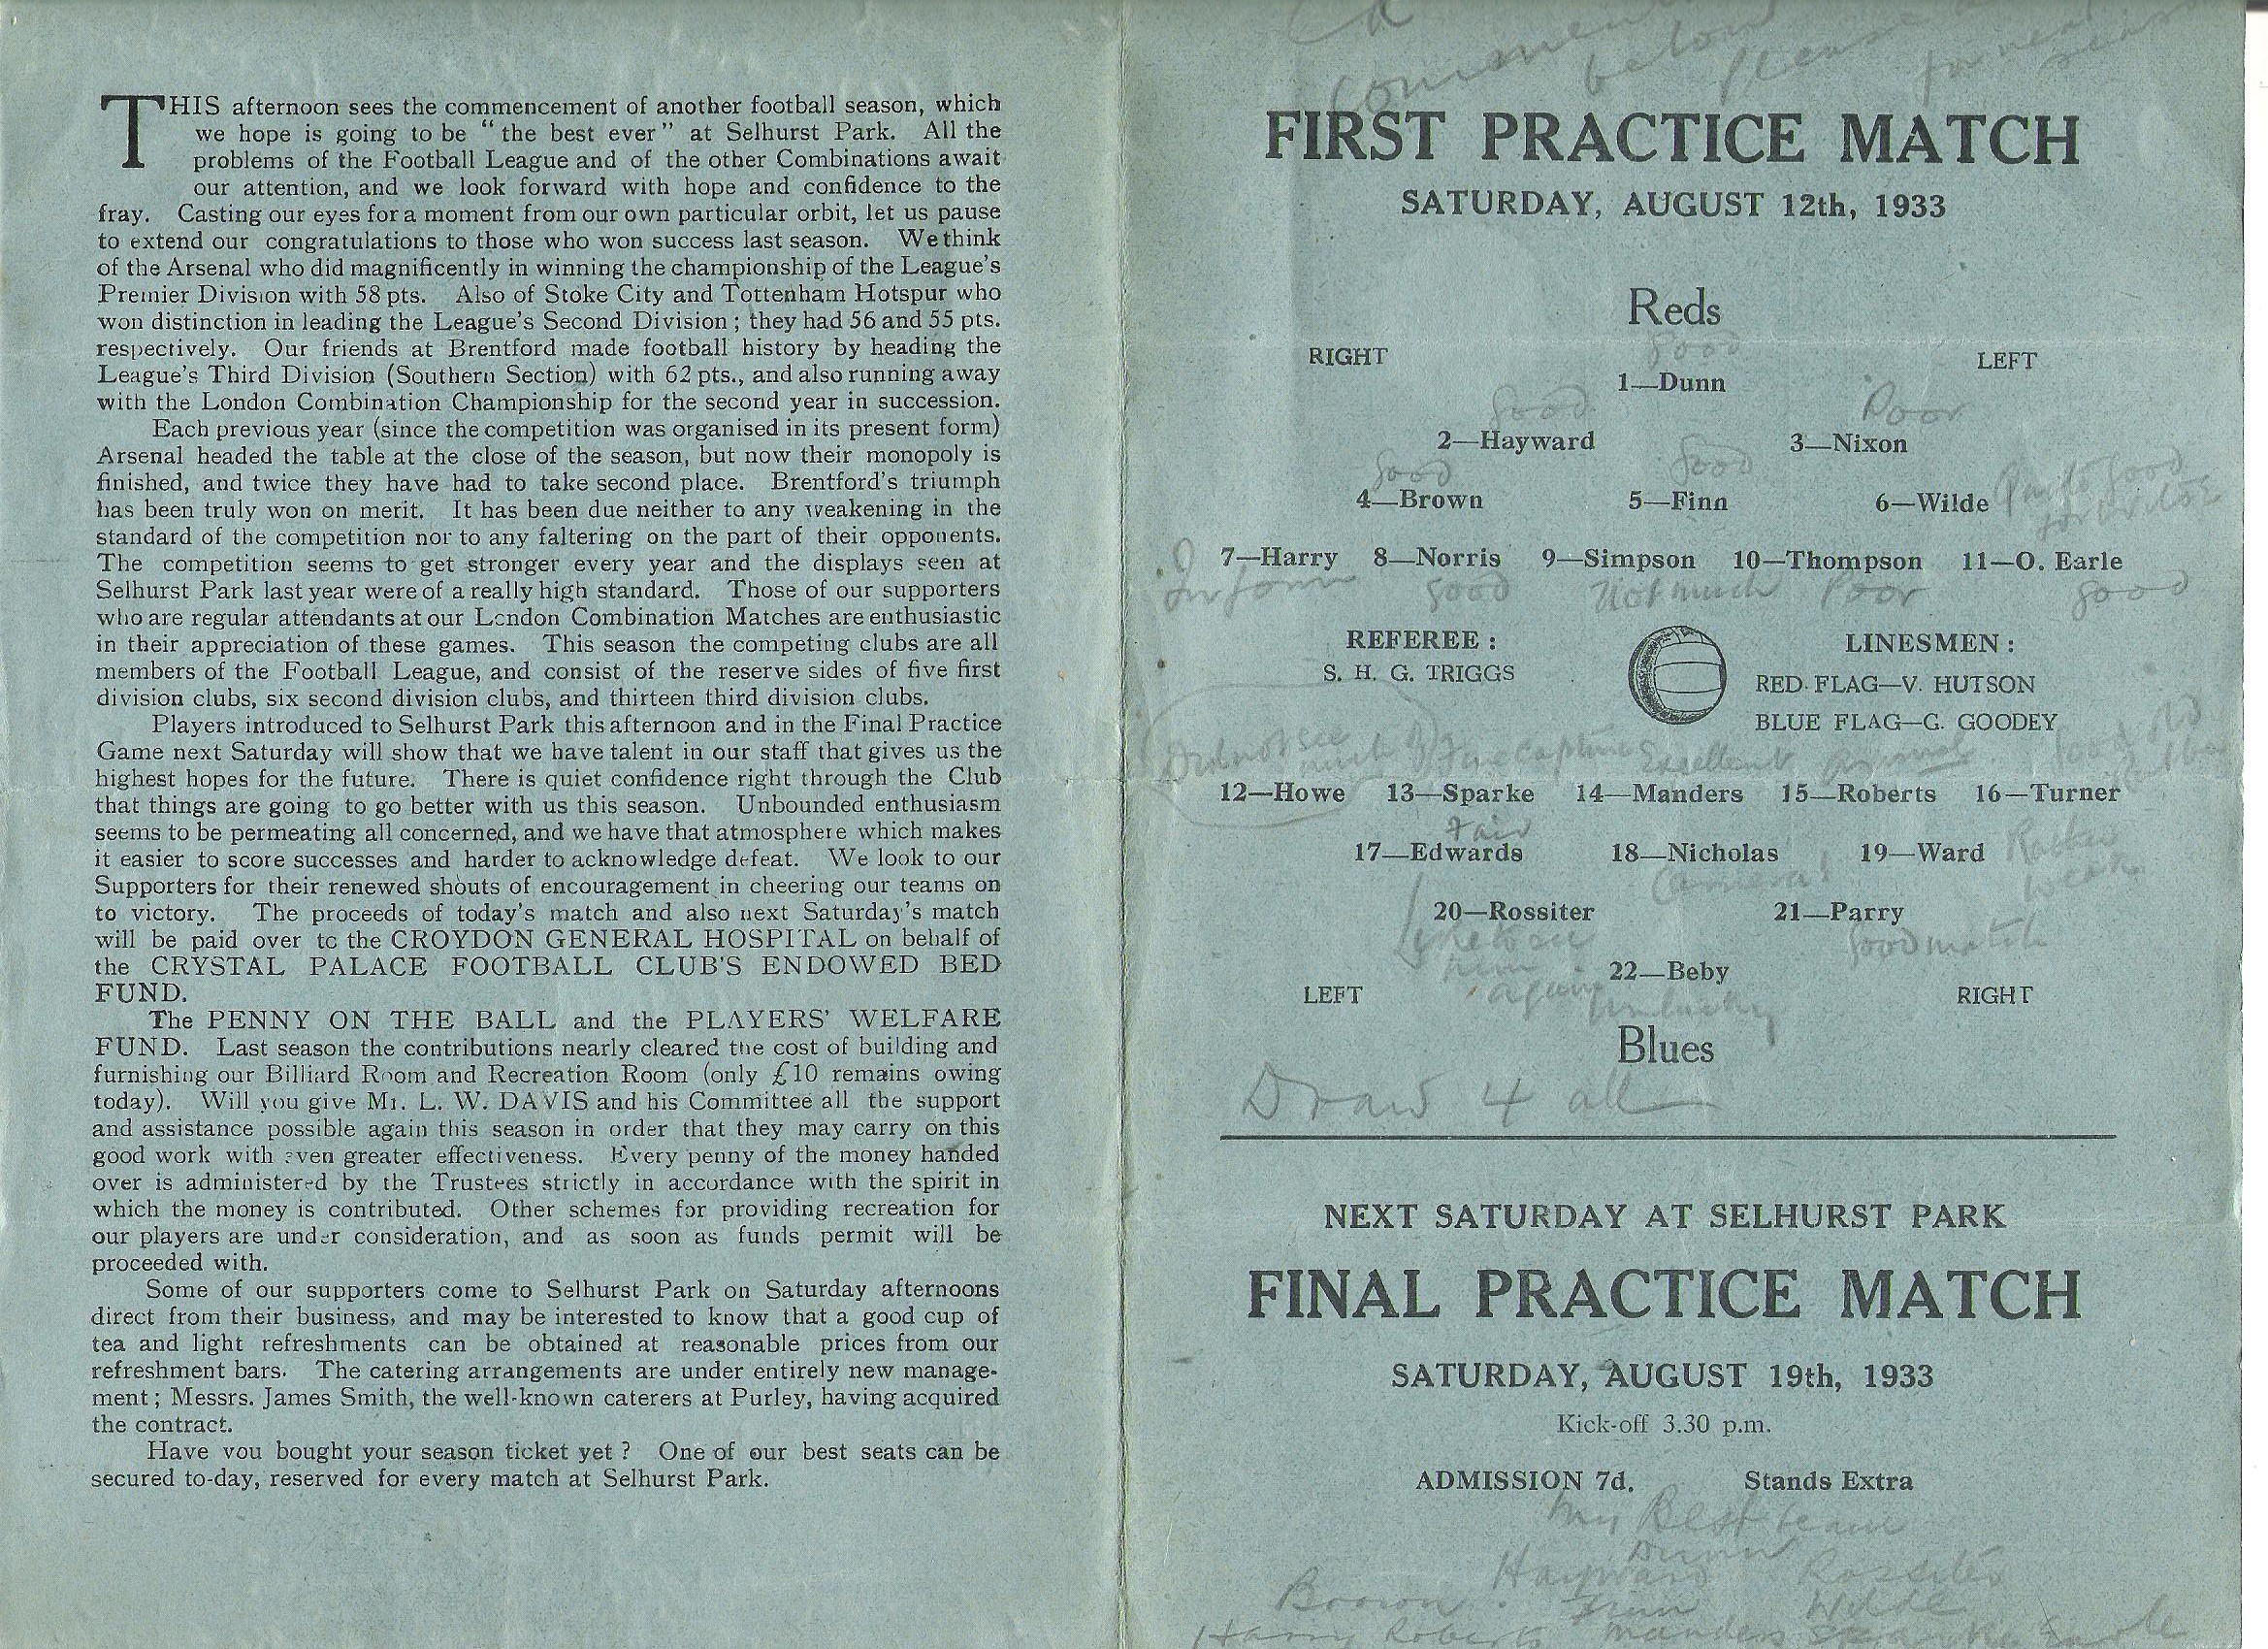 THIS afternoon sees the commencement of another football season, which
we hope is going to be "the best ever" at Selhurst Park. All the
problems of the Football League and of the other Combinations await
our attention, and we look forward with hope and confidence to the
fray. Casting our eyes for a moment from our own particular orbit, let us pause
to extend our congratulations to those who won success last season. We think
of the Arsenal who did magnificently in winning the championship of the League's
Premier Division with 58 pts. Also of Stoke City and Tottenham Hotspur who
won distinction in leading the League's Second Division; they had 56 and 55 pts.
respectively. Our friends at Brentford made football history by heading the
League's Third Division (Southern Section) with 62 pts., and also running away
with the London Combination Championship for the second year in succession.
Each previous year (since the competition was organised in its present form)
Arsenal headed the table at the close of the season, but now their monopoly is
finished, and twice they have had to take second place. Brentford's triumph
has been truly won on merit. It has been due neither to any weakening in the
standard of the competition nor to any faltering on the part of their opponents.
The competition seems to get stronger every year and the displays seen at
Selhurst Park last year were of a really high standard. Those of our supporters
who are regular attendants at our London Combination Matches are enthusiastic
in their appreciation of these games. This season the competing clubs are all
members of the Football League, and consist of the reserve sides of five first
division clubs, six second division clubs, and thirteen third division clubs.
Players introduced to Selhurst Park this afternoon and in the Final Practice
Game next Saturday will show that we have talent in our staff that gives us the
highest hopes for the future. There is quiet confidence right through the Club
that things are going to go better with us this season. Unbounded enthusiasm
seems to be permeating all concerned, and we have that atmosphere which makes
it easier to score successes and harder to acknowledge defeat. We look to our
Supporters for their renewed shouts of encouragement in cheering our teams on
to victory. The proceeds of today's match and also next Saturday's match
will be paid over to the CROYDON GENERAL HOSPITAL on behalf of
the CRYSTAL PALACE FOOTBALL CLUB'S ENDOWED BED
FUND.
The PENNY ON THE BALL and the PLAYERS' WELFARE
FUND. Last season the contributions nearly cleared the cost of building and
furnishing our Billiard Room and Recreation Room (only £10 remains owing
today). Will you give Mr. L. W. DAVIS and his Committee all the support
and assistance possible again this season in order that they may carry on this
good work with even greater effectiveness. Every penny of the money handed
over is administered by the Trustees strictly in accordance with the spirit in
which the money is contributed. Other schemes for providing recreation for
our players are under consideration, and as soon as funds permit will be
proceeded with.
Some of our supporters come to Selhurst Park on Saturday afternoons
direct from their business, and may be interested to know that a good cup of
tea and light refreshments can be obtained at reasonable prices from our
refreshment bars. The catering arrangements are under entirely new manage-
ment; Messrs. James Smith, the well-known caterers at Purley, having acquired
the contract.
Have you bought your season ticket yet? One of our best seats can be
secured to-day, reserved for every match at Selhurst Park.
below please
FIRST PRACTICE MATCH
SATURDAY, AUGUST 12th, 1933
Reds
good
RIGHT LEFT
1—Dunn
Good Poor
2—Hayward 3—Nixon
Good Good
4—Brown 5—Finn 6—Wilde
7—Harry 8—Norris 9—Simpson 10—Thompson 11—O. Earle
In form Good Not much Poor Good
REFEREE: LINESMEN:
S. H. G. TRIGGS RED FLAG—V. HUTSON
BLUE FLAG—G. GOODEY
Did not see much Excellent
12—Howe 13—Sparke 14—Manders 15—Roberts 16—Turner
Fair
17—Edwards 18—Nicholas 19—Ward Rather weak
20—Rossiter 21—Parry
Like to see him again Good match
22—Beby
Unlucky
LEFT RIGHT
Blues
Draw 4 all
NEXT SATURDAY AT SELHURST PARK
FINAL PRACTICE MATCH
SATURDAY, AUGUST 19th, 1933
Kick-off 3.30 p.m.
ADMISSION 7d. Stands Extra
My Best team
Dunn
Hayward Rossiter
Brown Finn Wilde
Harry Roberts Manders Earle